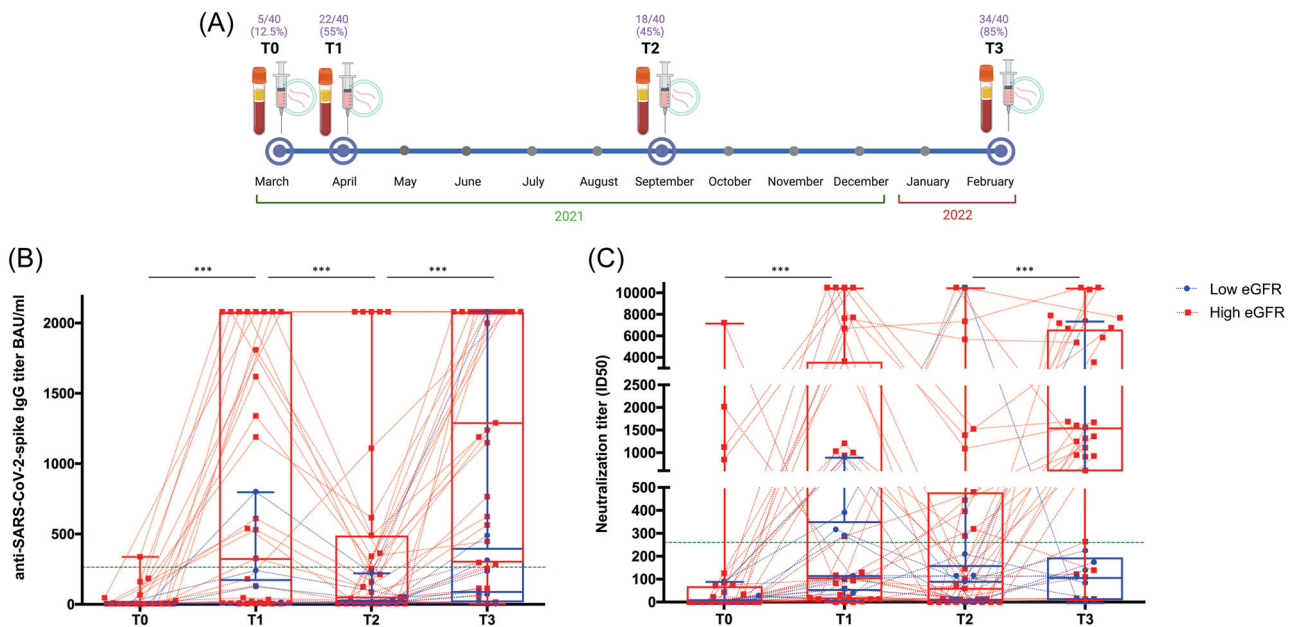 (A)
5/40
(12.5%)
T0
22/40
(55%)
T1
18/40
(45%)
T2
34/40
(85%)
T3
March April May June July August September October November December January February
2021 2022
(B)
*** *** ***
anti-SARS-CoV-2-spike IgG titer BAU/ml
2000
1500
1000
500
0
T0 T1 T2 T3
(C)
*** ***
Neutralization titer (ID50)
10000
8000
6000
4000
2500
2000
1500
1000
500
400
300
200
100
0
T0 T1 T2 T3
Low eGFR
High eGFR